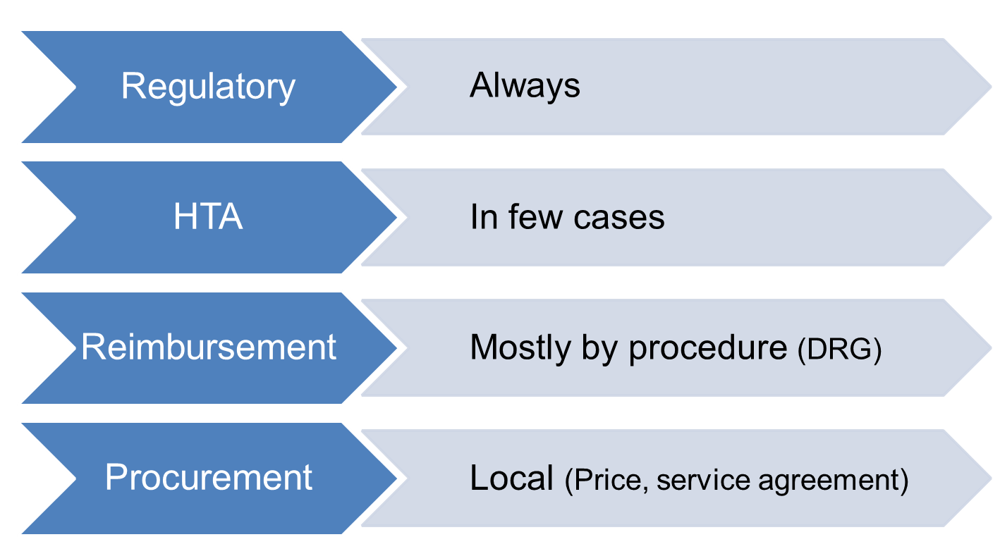 Regulatory
Always
HTA
In few cases
Reimbursement
Mostly by procedure (DRG)
Procurement
Local (Price, service agreement)